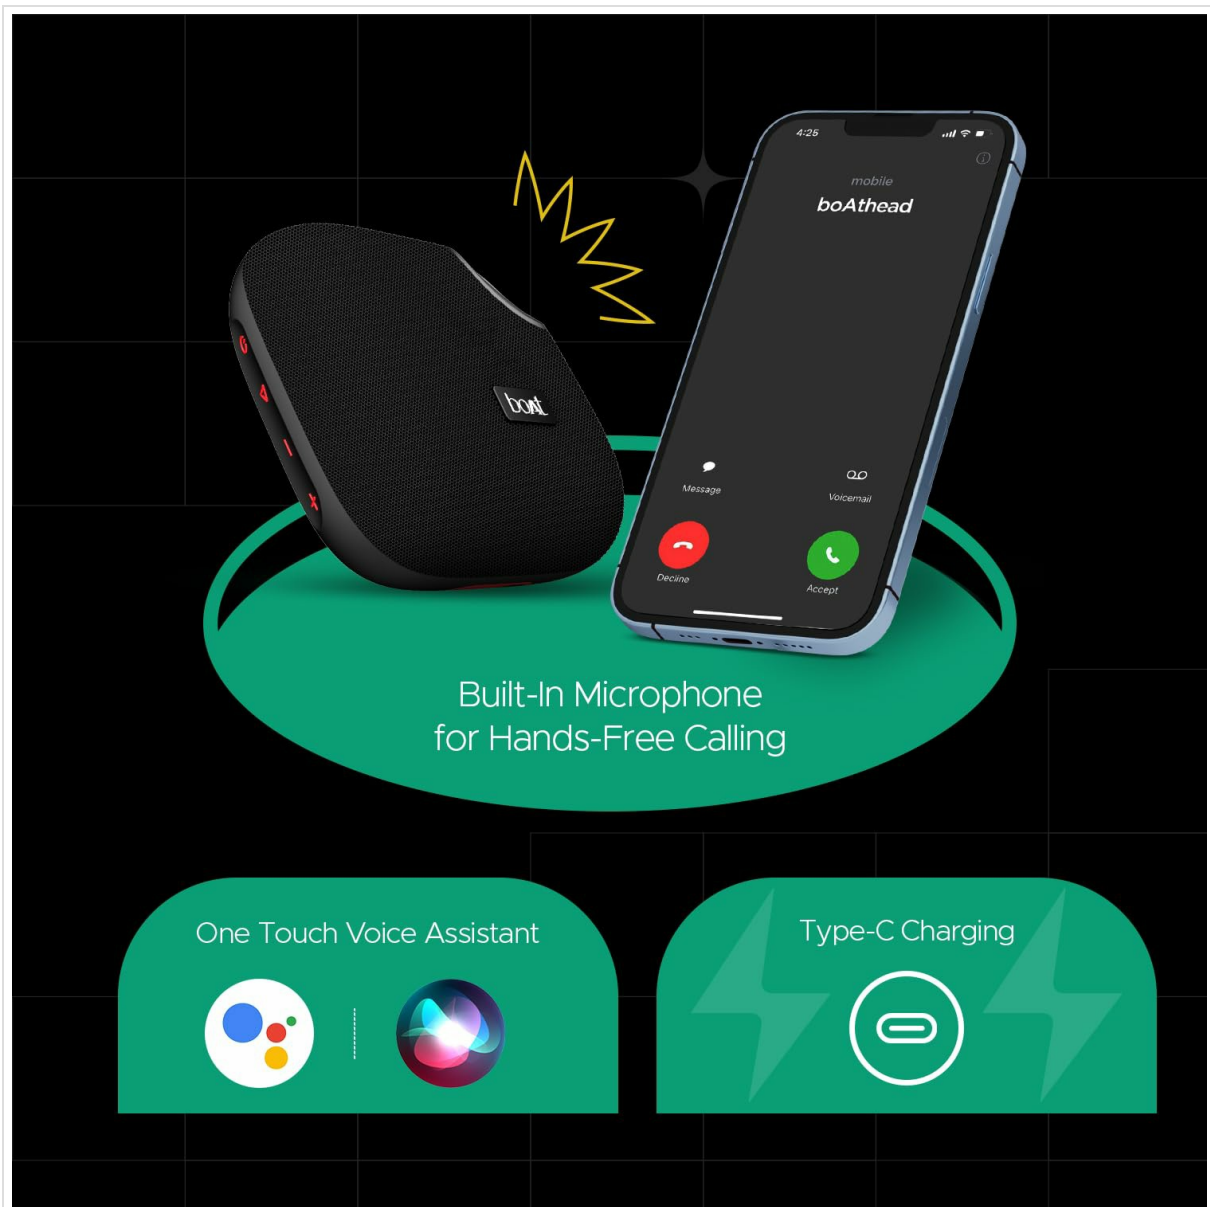 4:25
mobile
boAthead
boAt
Message
Voicemail
Decline
Accept
Built-In Microphone
for Hands-Free Calling
One Touch Voice Assistant
Type-C Charging